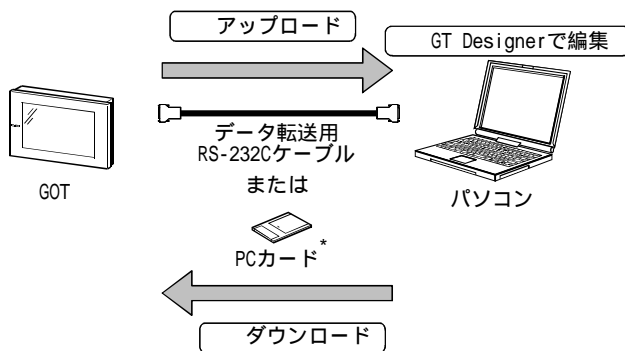 アップロード
GT Designerで編集
データ転送用
RS-232Cケーブル
または
GOT
パソコン
PCカード*
ダウンロード